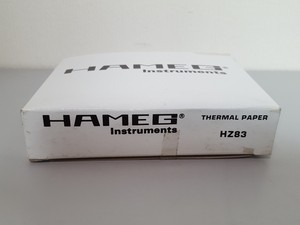 HAMEG
Instruments
HAMEG®
Instruments
THERMAL PAPER
HZ83